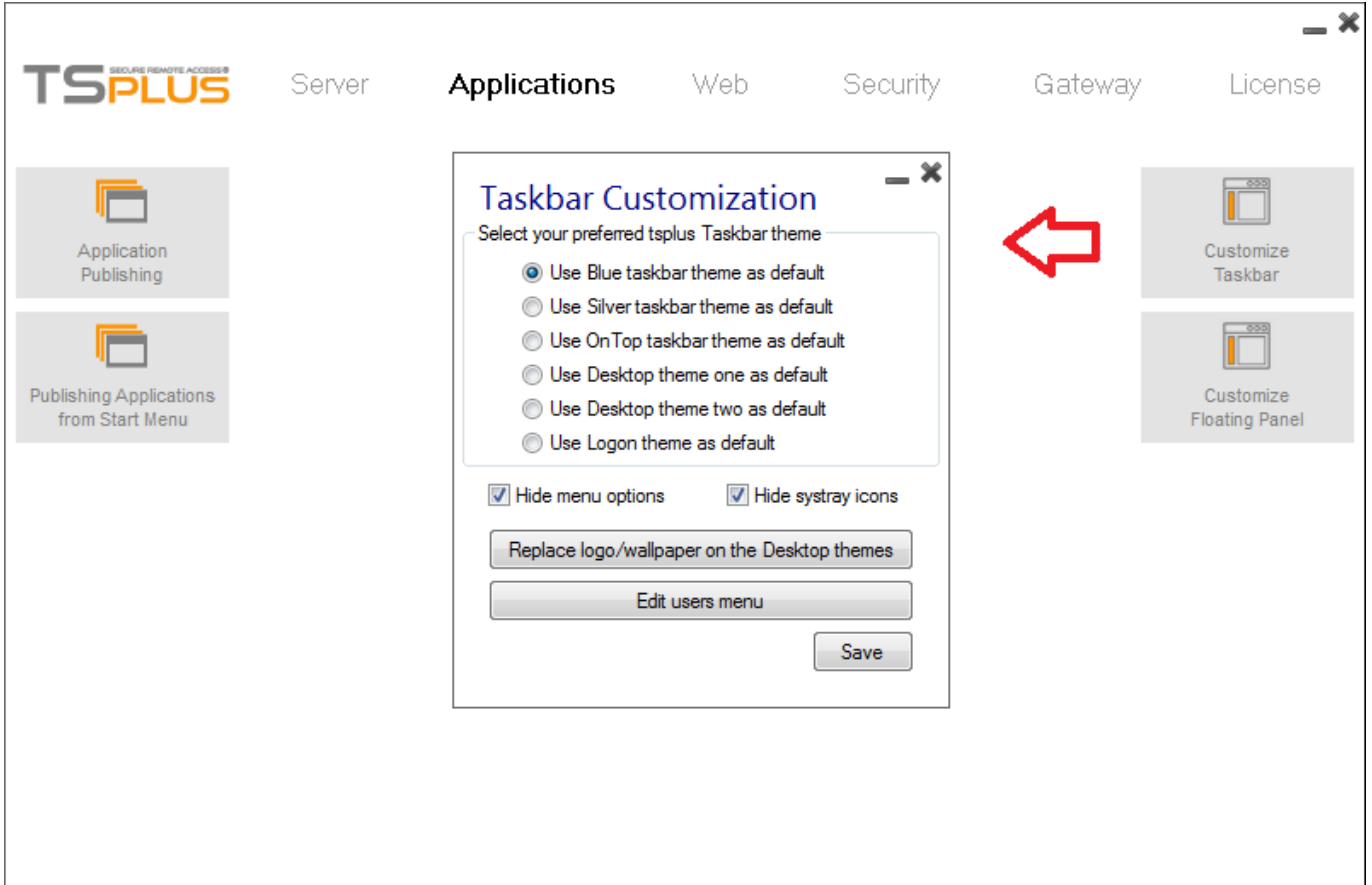 SECURE REMOTE ACCESS®
TSPLUS
Server
Applications
Web
Security
Gateway
License
Application
Publishing
Publishing Applications
from Start Menu
Taskbar Customization
Select your preferred tsplus Taskbar theme
Use Blue taskbar theme as default
Use Silver taskbar theme as default
Use OnTop taskbar theme as default
Use Desktop theme one as default
Use Desktop theme two as default
Use Logon theme as default
Hide menu options
Hide systray icons
Replace logo/wallpaper on the Desktop themes
Edit users menu
Save
Customize
Taskbar
Customize
Floating Panel